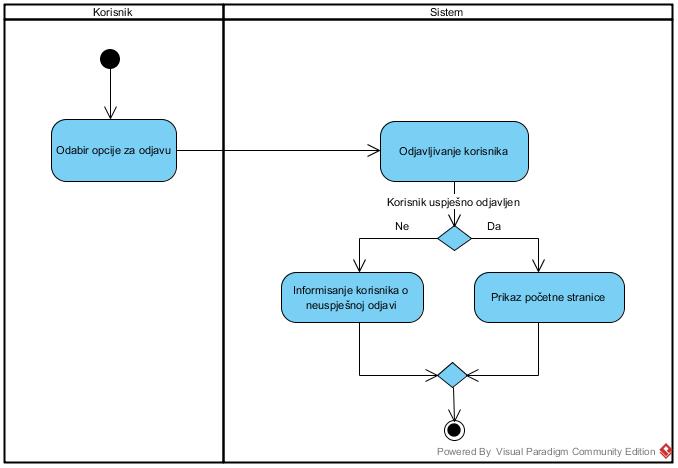 Korisnik
Sistem
Odabir opcije za odjavu
Odjavljivanje korisnika
Korisnik uspješno odjavljen
Ne
Da
Informisanje korisnika o
neuspješnoj odjavi
Prikaz početne stranice
Powered By Visual Paradigm Community Edition